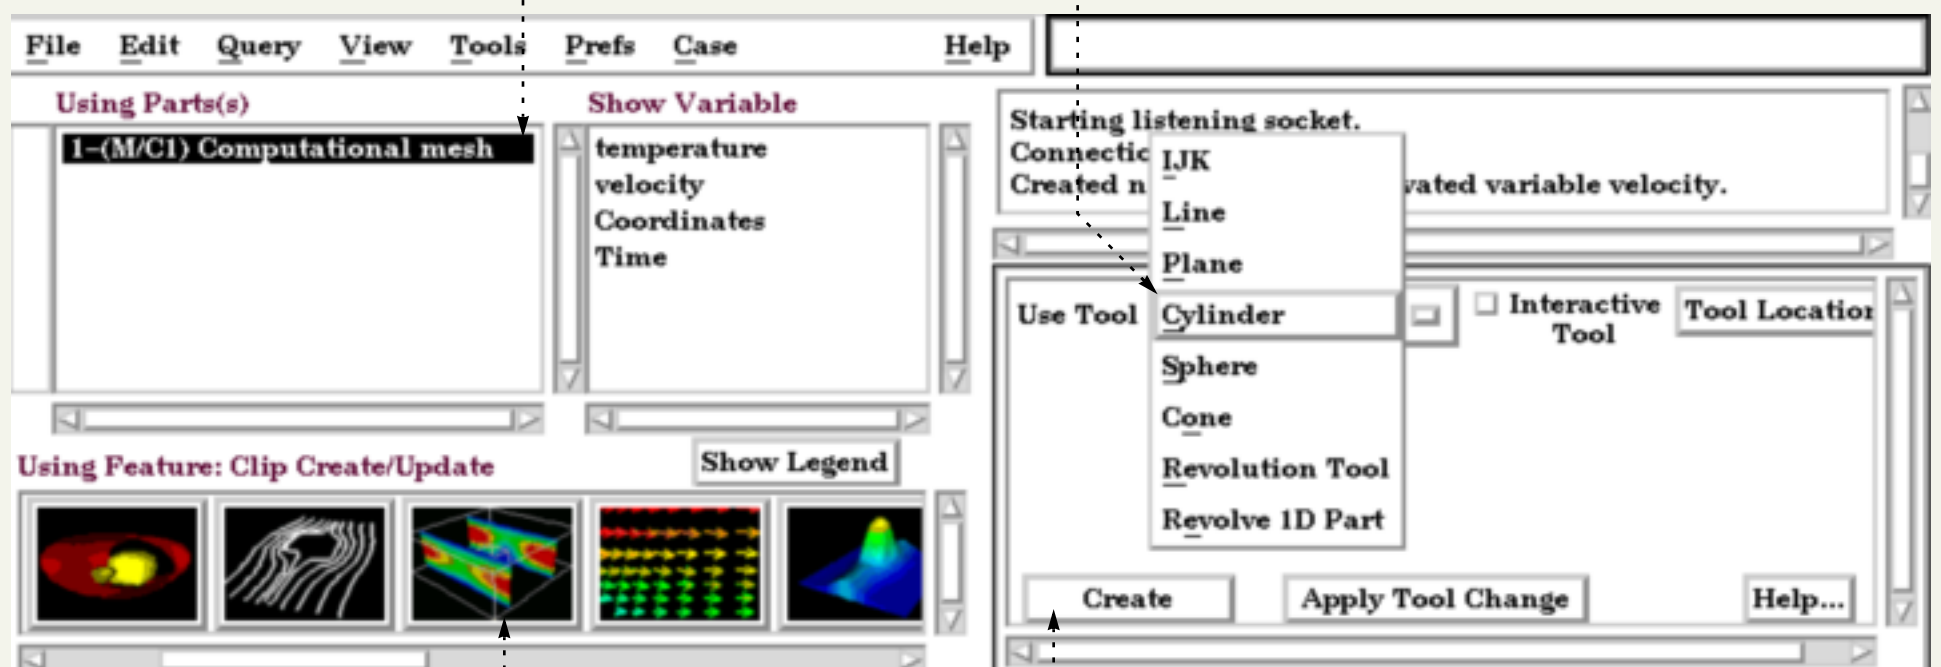 File Edit Query View Tools Prefs Case Help
Using Parts(s)
1-(M/C1) Computational mesh
Show Variable
temperature
velocity
Coordinates
Time
Using Feature: Clip Create/Update
Show Legend
Starting listening socket.
Connectio
Created n vated variable velocity.
IJK
Line
Plane
Use Tool Cylinder
Interactive
Tool
Tool Location
Sphere
Cone
Revolution Tool
Revolve 1D Part
Create Apply Tool Change Help...